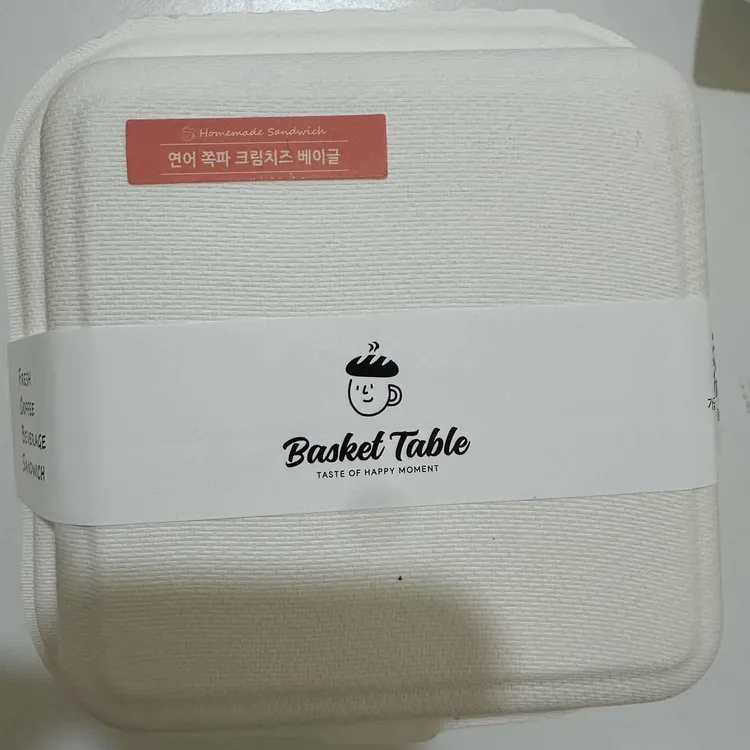 Homemade Sandwich
연어 쪽파 크림치즈 베이글
FRESH
COFFEE
BEVERAGE
SANDWICH
Basket Table
TASTE OF HAPPY MOMENT